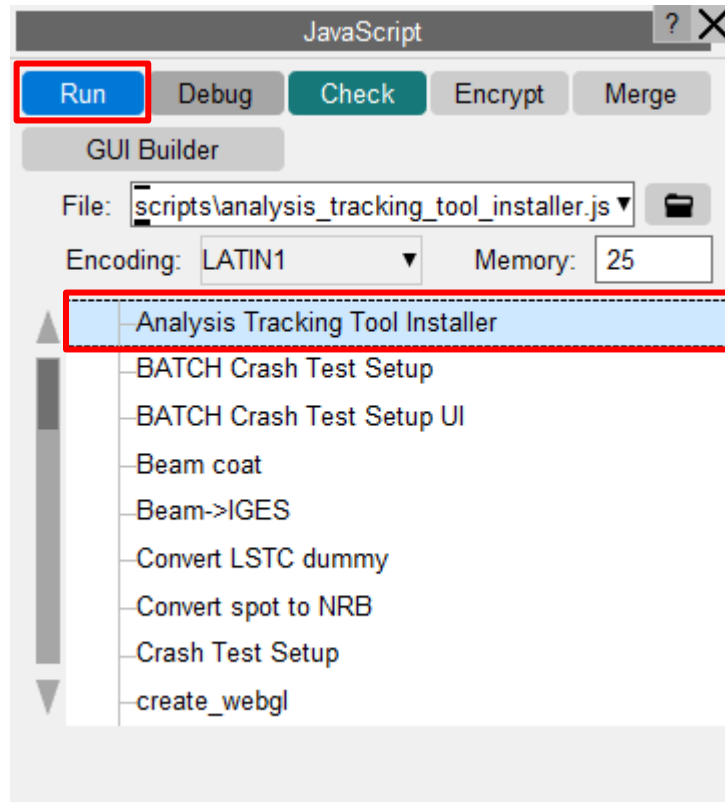 JavaScript ?
Run Debug Check Encrypt Merge
GUI Builder
File: scripts\analysis_tracking_tool_installer.js
Encoding: LATIN1 Memory: 25
Analysis Tracking Tool Installer
BATCH Crash Test Setup
BATCH Crash Test Setup UI
Beam coat
Beam->IGES
Convert LSTC dummy
Convert spot to NRB
Crash Test Setup
create_webgl